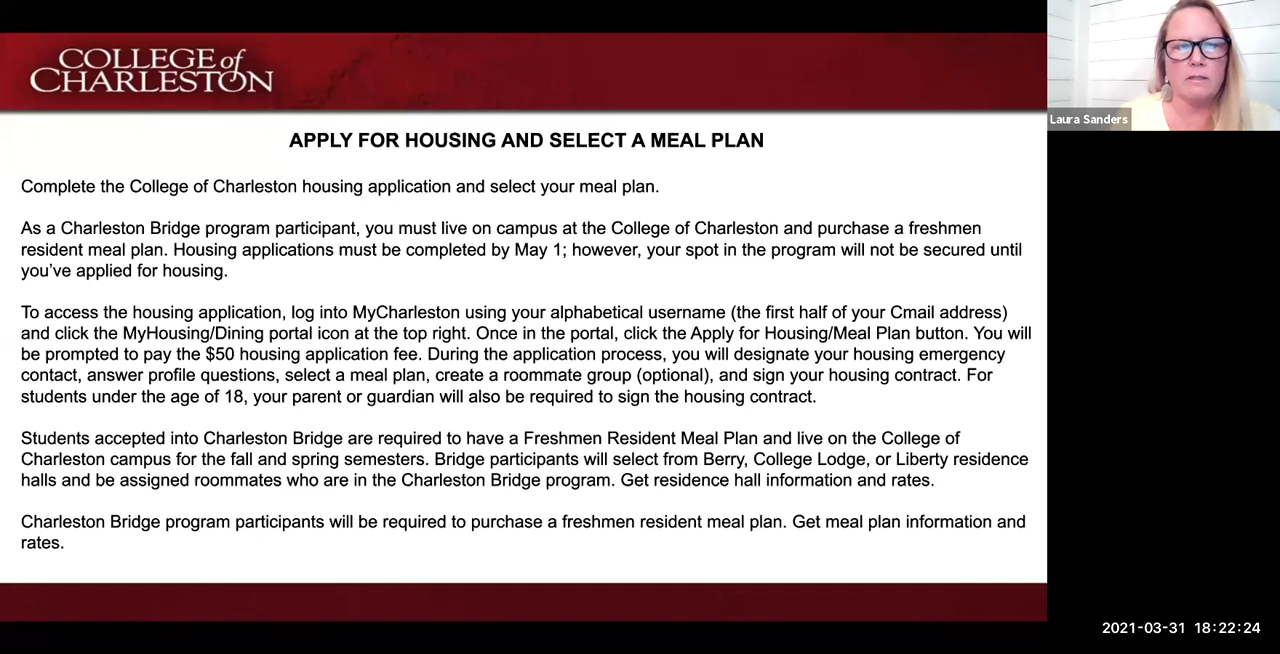 COLLEGE of
CHARLESTON
Laura Sanders
APPLY FOR HOUSING AND SELECT A MEAL PLAN
Complete the College of Charleston housing application and select your meal plan.
As a Charleston Bridge program participant, you must live on campus at the College of Charleston and purchase a freshmen
resident meal plan. Housing applications must be completed by May 1; however, your spot in the program will not be secured until
you've applied for housing.
To access the housing application, log into MyCharleston using your alphabetical username (the first half of your Cmail address)
and click the MyHousing/Dining portal icon at the top right. Once in the portal, click the Apply for Housing/Meal Plan button. You will
be prompted to pay the $50 housing application fee. During the application process, you will designate your housing emergency
contact, answer profile questions, select a meal plan, create a roommate group (optional), and sign your housing contract. For
students under the age of 18, your parent or guardian will also be required to sign the housing contract.
Students accepted into Charleston Bridge are required to have a Freshmen Resident Meal Plan and live on the College of
Charleston campus for the fall and spring semesters. Bridge participants will select from Berry, College Lodge, or Liberty residence
halls and be assigned roommates who are in the Charleston Bridge program. Get residence hall information and rates.
Charleston Bridge program participants will be required to purchase a freshmen resident meal plan. Get meal plan information and
rates.
2021-03-31 18:22:24